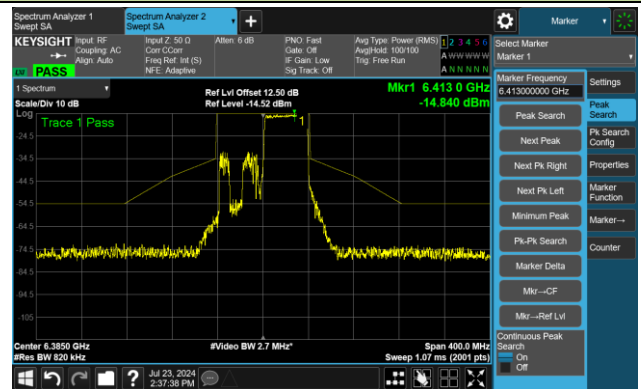 Spectrum Analyzer 1
Swept SA
Spectrum Analyzer 2
Swept SA
Marker
KEYSIGHT
Input: RF
Coupling: AC
Align: Auto
Input Z: 50 Ω
Corr CCorr
Freq Ref: Int (S)
NFE: Adaptive
Atten: 6 dB
PNO: Fast
Gate: Off
IF Gain: Low
Sig Track: Off
Avg Type: Power (RMS)
Avg|Hold: 100/100
Trig: Free Run
1 2 3 4 5 6
A W W W W W
A N N N N N
PASS
Select Marker
Marker 1
1 Spectrum
Scale/Div 10 dB
Log
Ref Lvl Offset 12.50 dB
Ref Level -14.52 dBm
Mkr1 6.413 0 GHz
-14.840 dBm
Trace 1 Pass
1
-24.5
-34.5
-44.5
-54.5
-64.5
-74.5
-84.5
-94.5
-105
Center 6.3850 GHz
#Res BW 820 kHz
#Video BW 2.7 MHz*
Span 400.0 MHz
Sweep 1.07 ms (2001 pts)
Marker Frequency
6.413000000 GHz
Peak Search
Next Peak
Next Pk Right
Next Pk Left
Minimum Peak
Pk-Pk Search
Marker Delta
Mkr→CF
Mkr→Ref Lvl
Continuous Peak
Search
On
Off
Settings
Peak
Search
Pk Search
Config
Properties
Marker
Function
Marker→
Counter
?
Jul 23, 2024
2:37:38 PM